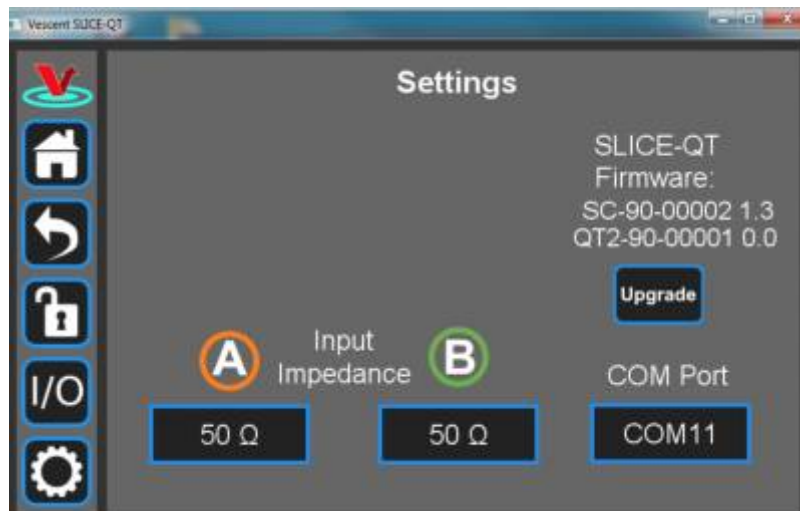 Vescent SLICE-QT
Settings
SLICE-QT
Firmware:
SC-90-00002 1.3
QT2-90-00001 0.0
Upgrade
A
Input
Impedance
B
COM Port
I/O
50 Ω
50 Ω
COM11